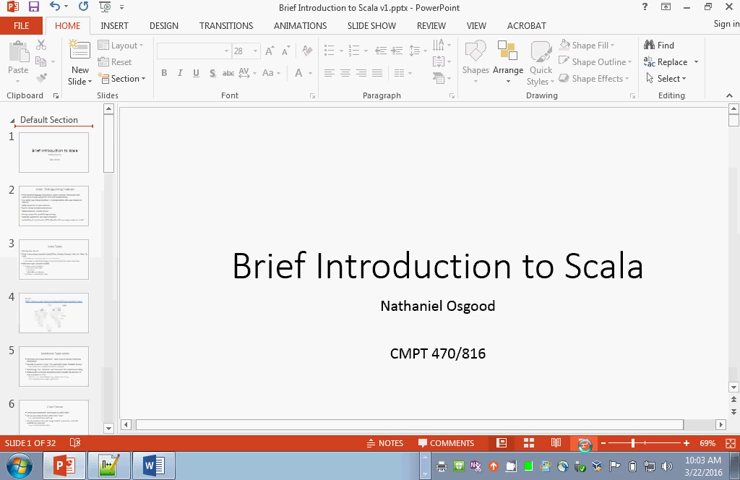 Brief Introduction to Scala v1.pptx - PowerPoint
FILE HOME INSERT DESIGN TRANSITIONS ANIMATIONS SLIDE SHOW REVIEW VIEW ACROBAT
Sign in
Paste
New Slide
Layout
Reset
Section
28
Shapes
Arrange
Quick Styles
Shape Fill
Shape Outline
Shape Effects
Find
Replace
Select
Clipboard Slides Font Paragraph Drawing Editing
Default Section
1
Brief Introduction to Scala
2
3
4
5
6
Brief Introduction to Scala
Nathaniel Osgood
CMPT 470/816
SLIDE 1 OF 32 NOTES COMMENTS 69%
10:03 AM
3/22/2016